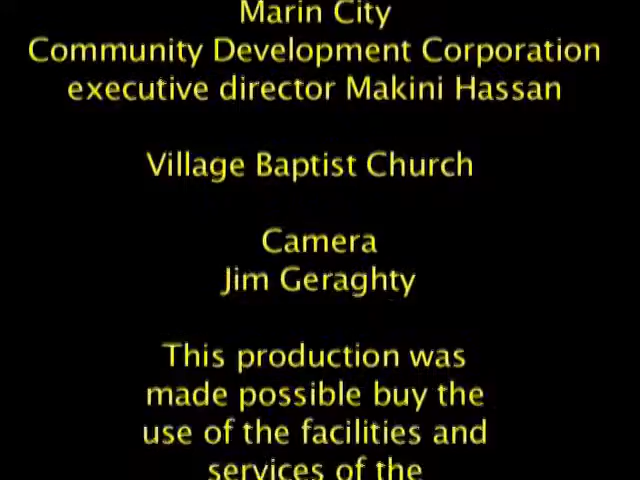 Marin City
Community Development Corporation
executive director Makini Hassan
Village Baptist Church
Camera
Jim Geraghty
This production was
made possible buy the
use of the facilities and
services of the